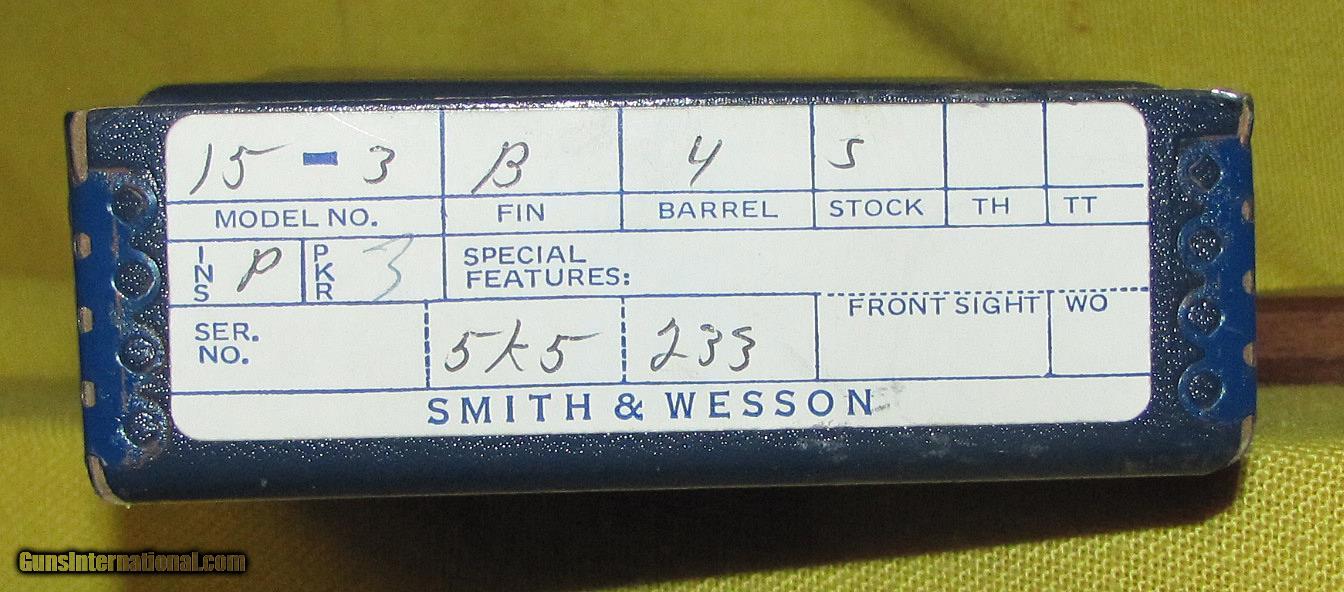 15 - 3 B 4 S
MODEL NO. FIN BARREL STOCK TH TT
INS P PKR 3 SPECIAL FEATURES:
FRONT SIGHT WO
SER. NO. 5K5 233
SMITH & WESSON
GunsInternational.com